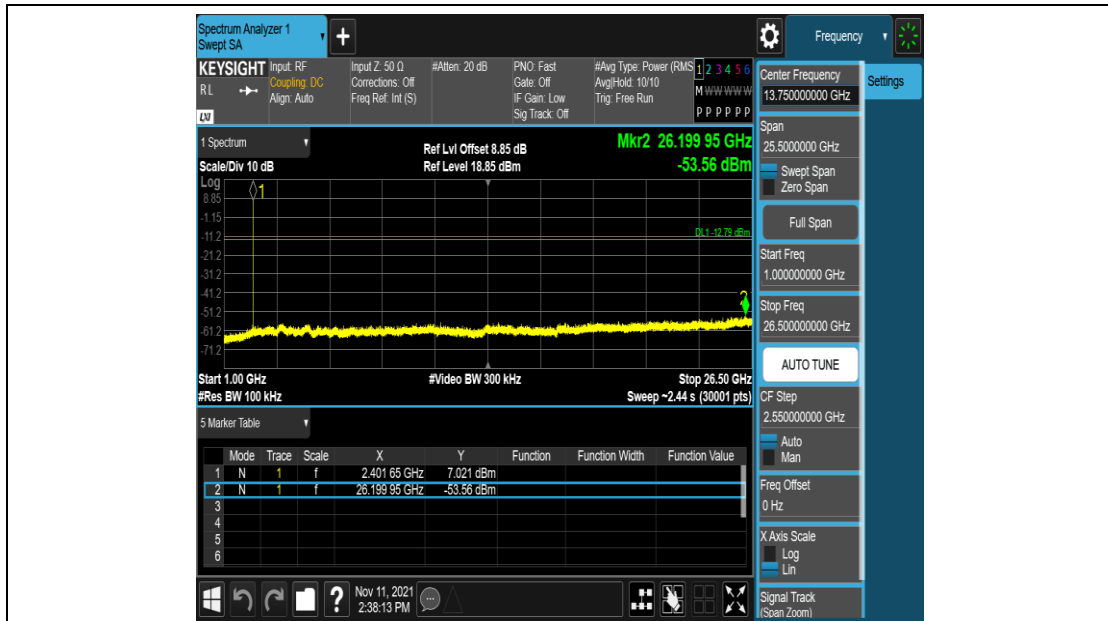 Spectrum Analyzer 1
Swept SA
+
Frequency
KEYSIGHT
RL
LXI
Input: RF
Coupling: DC
Align: Auto
Input Z: 50 Ω
Corrections: Off
Freq Ref: Int (S)
#Atten: 20 dB
PNO: Fast
Gate: Off
IF Gain: Low
Sig Track: Off
#Avg Type: Power (RMS
Avg|Hold: 10/10
Trig: Free Run
1 2 3 4 5 6
M W W W W W
P P P P P P
Center Frequency
13.750000000 GHz
Settings
Span
25.5000000 GHz
Swept Span
Zero Span
Full Span
Start Freq
1.000000000 GHz
Stop Freq
26.500000000 GHz
AUTO TUNE
CF Step
2.550000000 GHz
Auto
Man
Freq Offset
0 Hz
X Axis Scale
Log
Lin
Signal Track
(Span Zoom)
1 Spectrum
Scale/Div 10 dB
Ref Lvl Offset 8.85 dB
Ref Level 18.85 dBm
Mkr2 26.199 95 GHz
-53.56 dBm
Log
1
8.85
-1.15
-11.2
DL1 -12.79 dBm
-21.2
-31.2
-41.2
2
-51.2
-61.2
-71.2
Start 1.00 GHz
#Video BW 300 kHz
Stop 26.50 GHz
#Res BW 100 kHz
Sweep ~2.44 s (30001 pts)
5 Marker Table
Mode Trace Scale X Y Function Function Width Function Value
1 N 1 f 2.401 65 GHz 7.021 dBm
2 N 1 f 26.199 95 GHz -53.56 dBm
3
4
5
6
?
Nov 11, 2021
2:38:13 PM